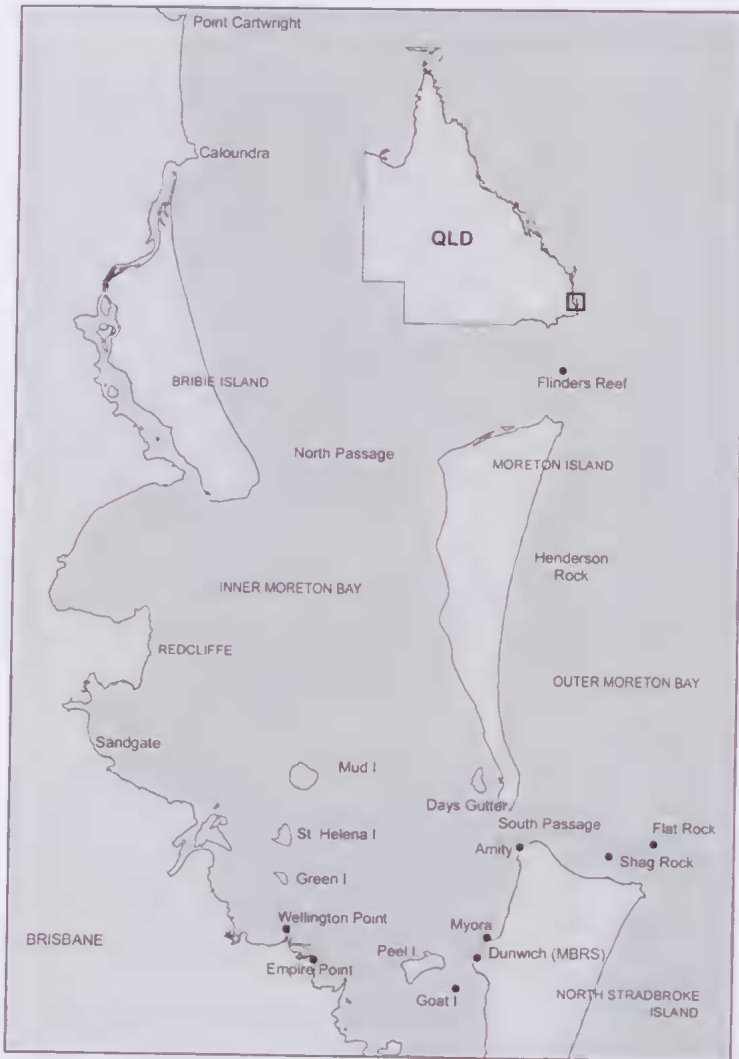 Point Cartwright
Caloundra
QLD
Flinders Reef
BRIBIE ISLAND
North Passage
MORETON ISLAND
Henderson
Rock
INNER MORETON BAY
REDCLIFFE
OUTER MORETON BAY
Sandgate
Mud I
Days Gutter
South Passage
Flat Rock
St Helena I
Amity
Shag Rock
Green I
Wellington Point
Myora
BRISBANE
Peel I
Dunwich (MBRS)
Empire Point
Goat I
NORTH STRADBROKE
ISLAND